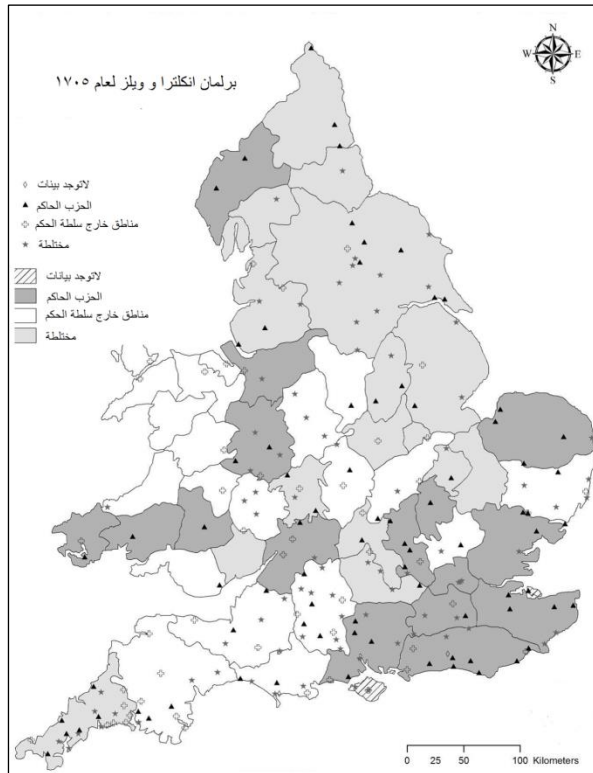 N
W E
S
برلمان انكلترا و ويلز لعام ١٧٠٥
لاتوجد بينات
الحزب الحاكم
مناطق خارج سلطة الحكم
مختلطة
لاتوجد بيانات
الحزب الحاكم
مناطق خارج سلطة الحكم
مختلطة
0 25 50 100 Kilometers